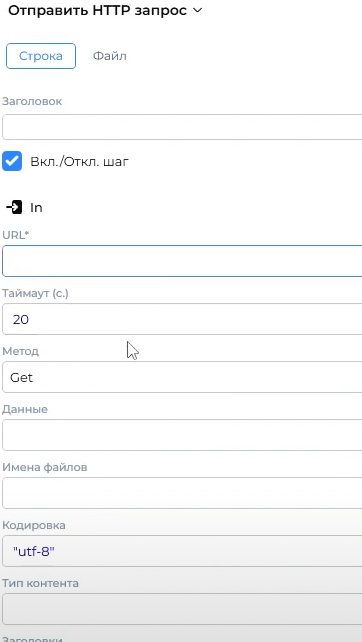 Отправить HTTP запрос
Строка Файл
Заголовок
Вкл./Откл. шаг
In
URL*
Таймаут (с.)
20
Метод
Get
Данные
Имена файлов
Кодировка
"utf-8"
Тип контента
Заголовки